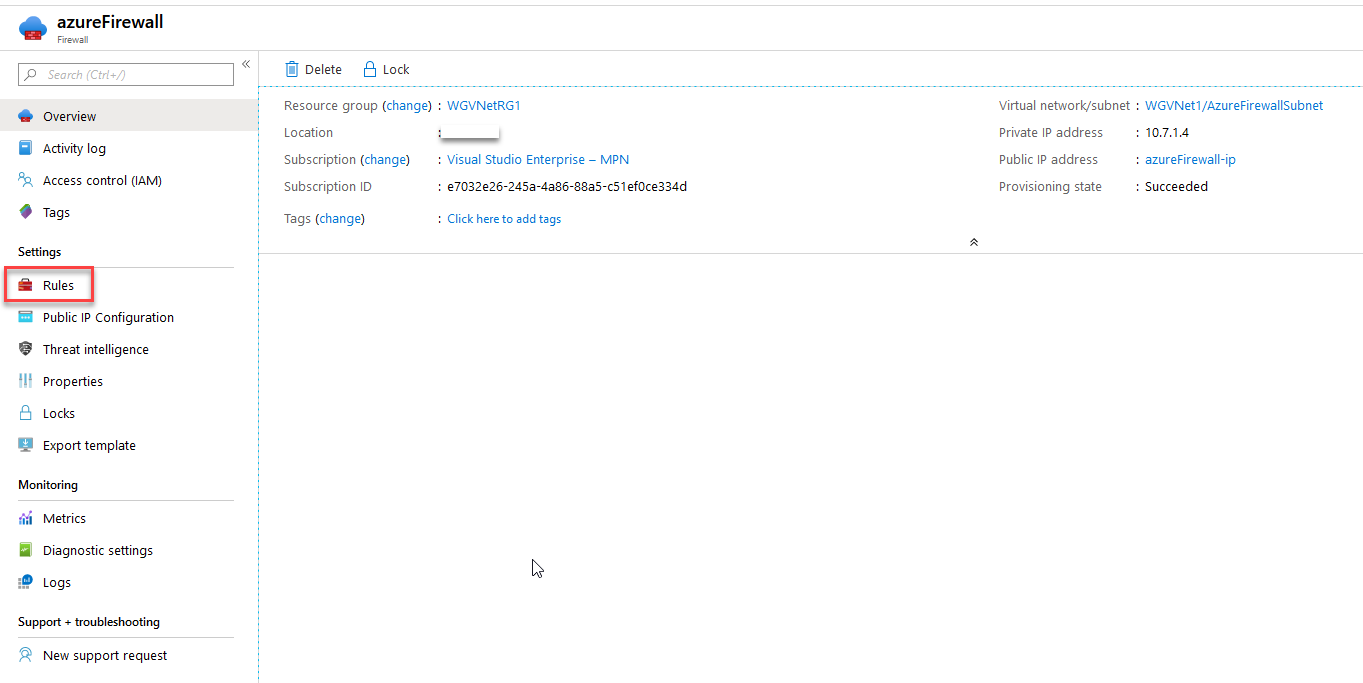 azureFirewall
Firewall
Search (Ctrl+/)
«
Overview
Activity log
Access control (IAM)
Tags
Settings
Rules
Public IP Configuration
Threat intelligence
Properties
Locks
Export template
Monitoring
Metrics
Diagnostic settings
Logs
Support + troubleshooting
New support request
Delete Lock
Resource group (change) : WGVNetRG1
Location :
Subscription (change) : Visual Studio Enterprise – MPN
Subscription ID : e7032e26-245a-4a86-88a5-c51ef0ce334d
Tags (change) : Click here to add tags
Virtual network/subnet : WGVNet1/AzureFirewallSubnet
Private IP address : 10.7.1.4
Public IP address : azureFirewall-ip
Provisioning state : Succeeded